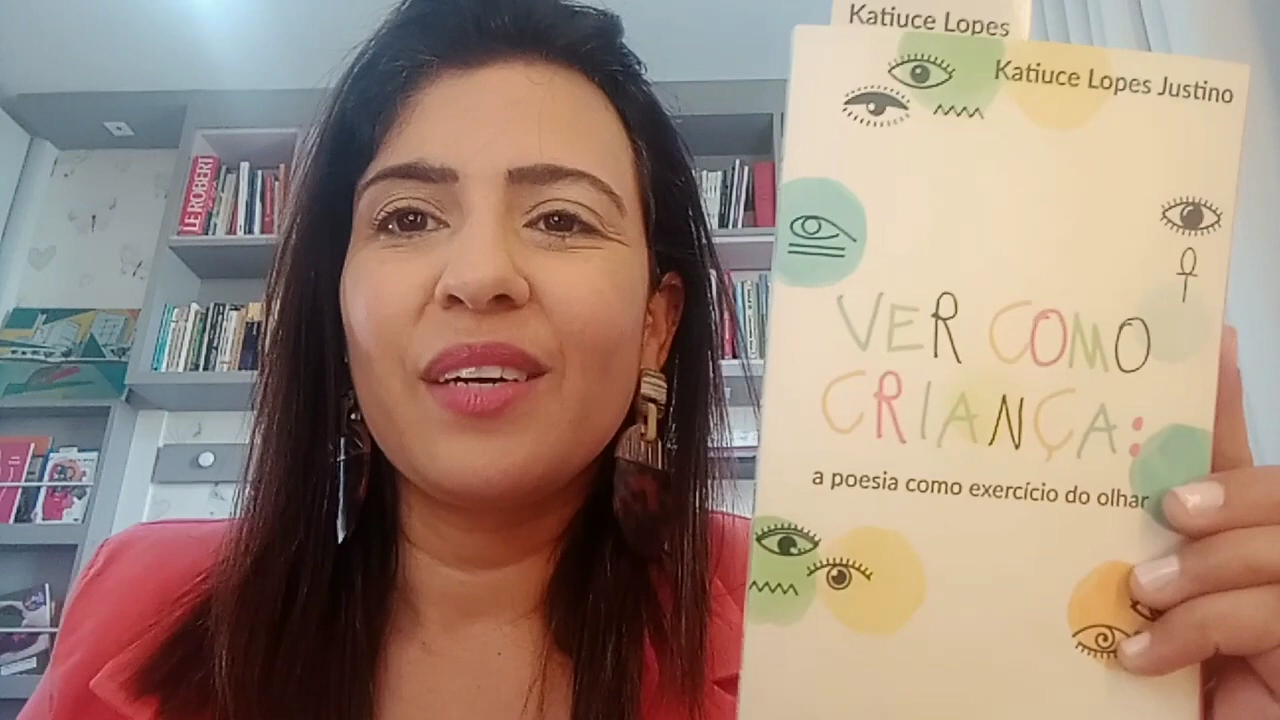 Katiuce Lopes
Katiuce Lopes Justino
VER COMO
CRIANÇA:
a poesia como exercício do olhar
LE ROBERT